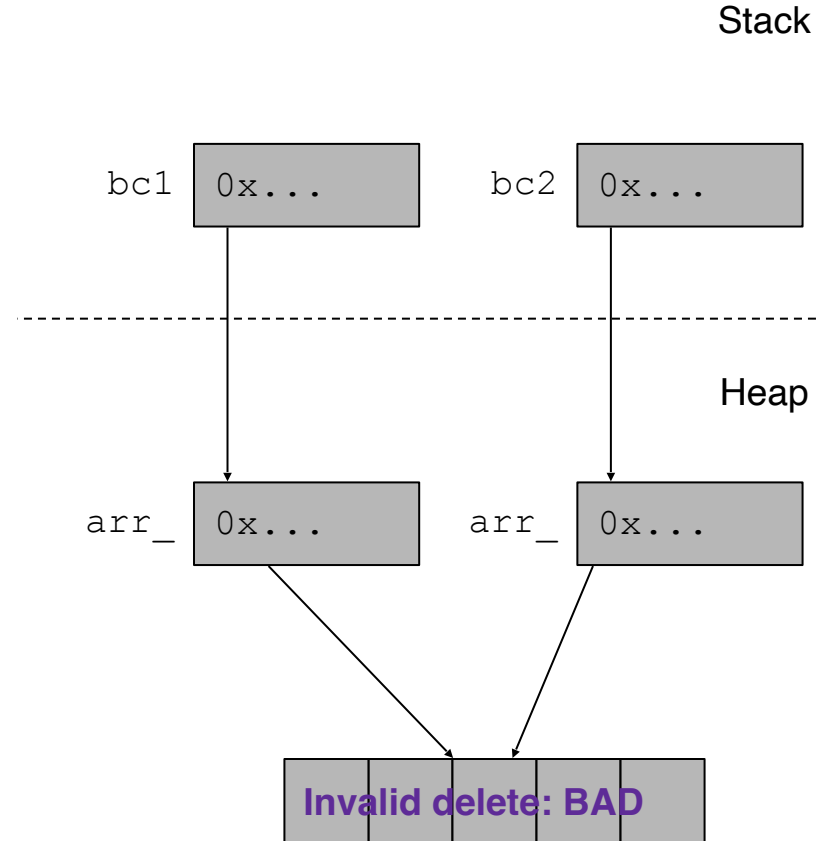 Stack
bc1 0x... bc2 0x...
Heap
arr_ 0x... arr_ 0x...
Invalid delete: BAD